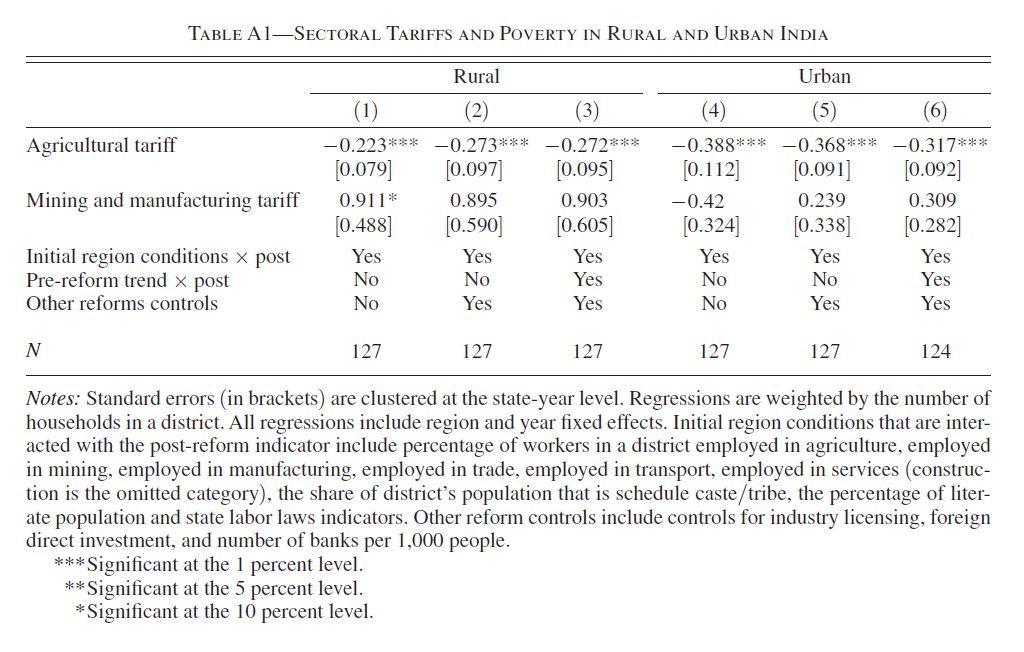 TABLE A1—SECTORAL TARIFFS AND POVERTY IN RURAL AND URBAN INDIA
Rural Urban
(1) (2) (3) (4) (5) (6)
Agricultural tariff −0.223*** −0.273*** −0.272*** −0.388*** −0.368*** −0.317***
[0.079] [0.097] [0.095] [0.112] [0.091] [0.092]
Mining and manufacturing tariff 0.911* 0.895 0.903 −0.42 0.239 0.309
[0.488] [0.590] [0.605] [0.324] [0.338] [0.282]
Initial region conditions × post Yes Yes Yes Yes Yes Yes
Pre-reform trend × post No No Yes No No Yes
Other reforms controls No Yes Yes No Yes Yes
N 127 127 127 127 127 124
Notes: Standard errors (in brackets) are clustered at the state-year level. Regressions are weighted by the number of
households in a district. All regressions include region and year fixed effects. Initial region conditions that are inter-
acted with the post-reform indicator include percentage of workers in a district employed in agriculture, employed
in mining, employed in manufacturing, employed in trade, employed in transport, employed in services (construc-
tion is the omitted category), the share of district's population that is schedule caste/tribe, the percentage of liter-
ate population and state labor laws indicators. Other reform controls include controls for industry licensing, foreign
direct investment, and number of banks per 1,000 people.
***Significant at the 1 percent level.
**Significant at the 5 percent level.
*Significant at the 10 percent level.